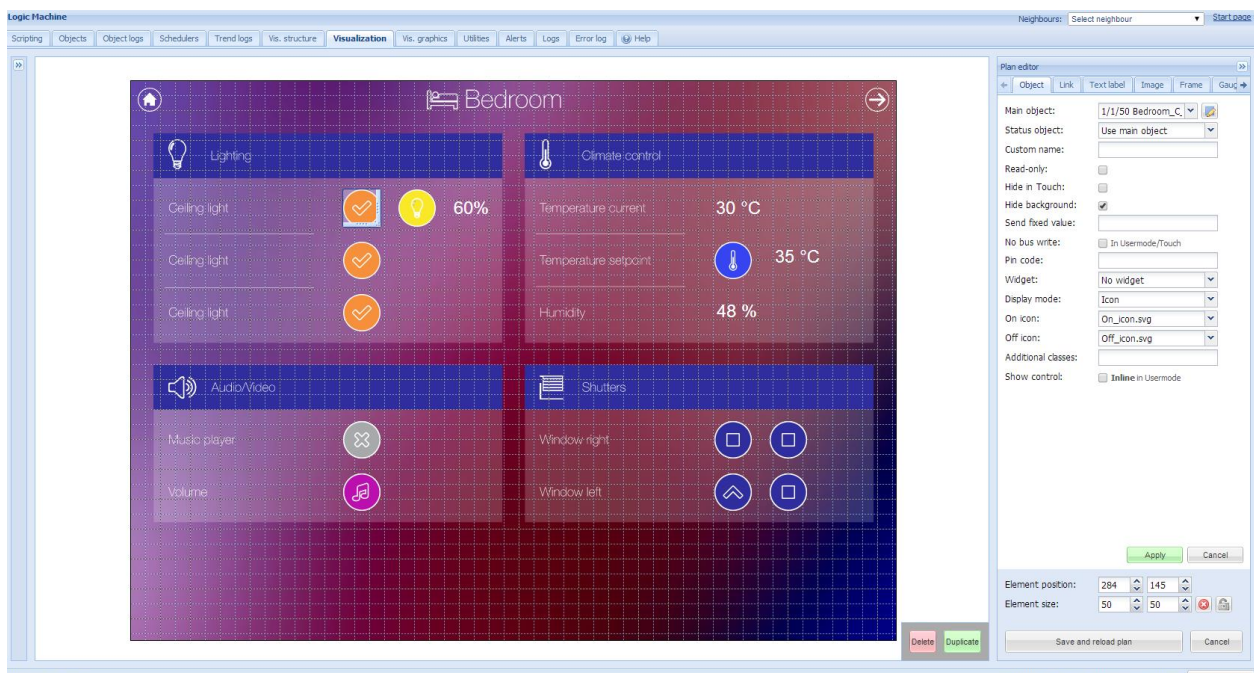 Logic Machine
Neighbours: Select neighbour Start page
Scripting Objects Object logs Schedulers Trend logs Vis. structure Visualization Vis. graphics Utilities Alerts Logs Error log Help
Bedroom
Lighting
Ceiling light 60%
Ceiling light
Ceiling light
Climate control
Temperature current 30 °C
Temperature setpoint 35 °C
Humidity 48 %
Audio/Video
Music player
Volume
Shutters
Window right
Window left
Delete Duplicate
Plan editor
Object Link Text label Image Frame
Main object: 1/1/50 Bedroom_C
Status object: Use main object
Custom name:
Read-only:
Hide in Touch:
Hide background:
Send fixed value:
No bus write: In Usermode/Touch
Pin code:
Widget: No widget
Display mode: Icon
On icon: On_icon.svg
Off icon: Off_icon.svg
Additional classes:
Show control: Inline in Usermode
Apply Cancel
Element position: 284 145
Element size: 50 50
Save and reload plan Cancel